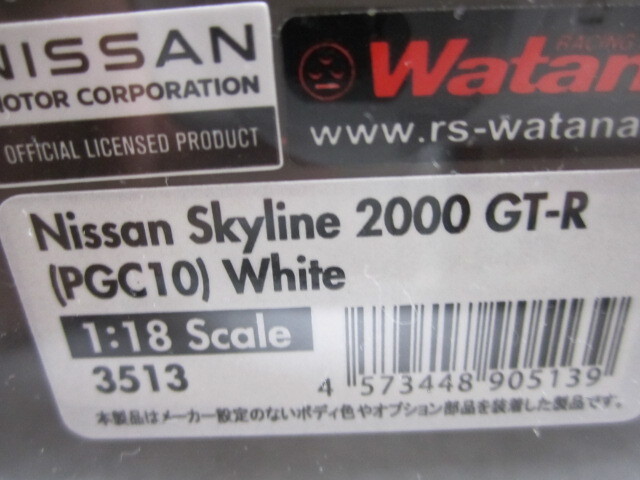 NISSAN
MOTOR CORPORATION
OFFICIAL LICENSED PRODUCT
RACING
Watan
www.rs-watana
Nissan Skyline 2000 GT-R
(PGC10) White
1:18 Scale
3513
4 573448 905139
本製品はメーカー設定のないボディ色やオプション部品を装着した製品です。